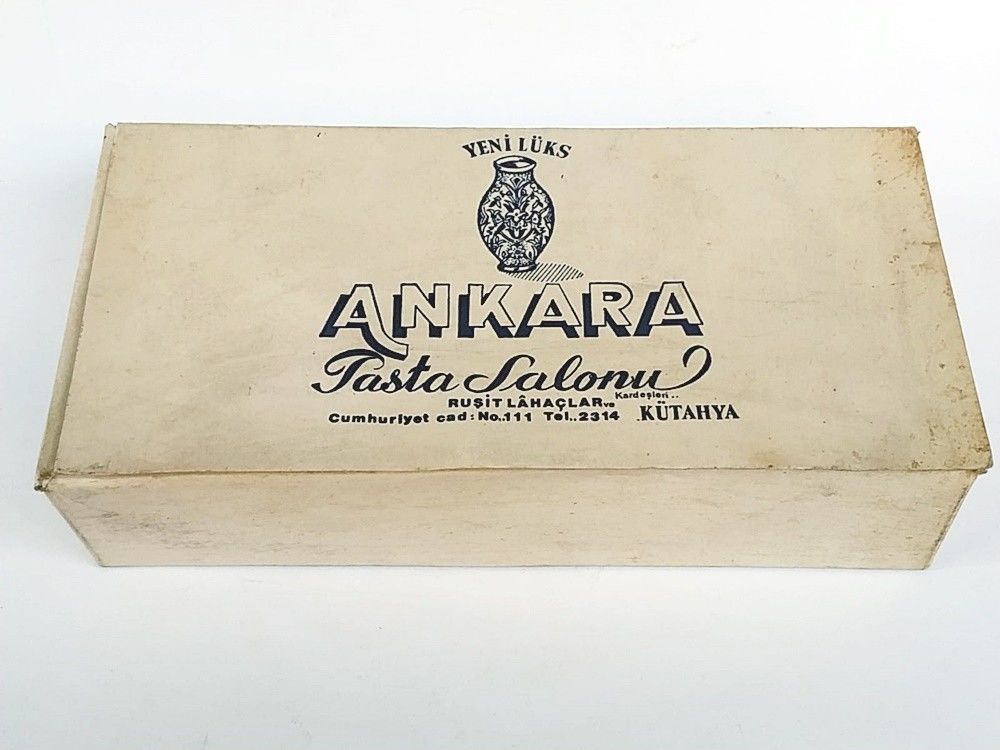 YENİ LÜKS
ANKARA
Pasta Salonu
RUŞİT LÂHAÇLAR ve Kardeşleri..
Cumhuriyet cad: No..111 Tel..2314 KÜTAHYA